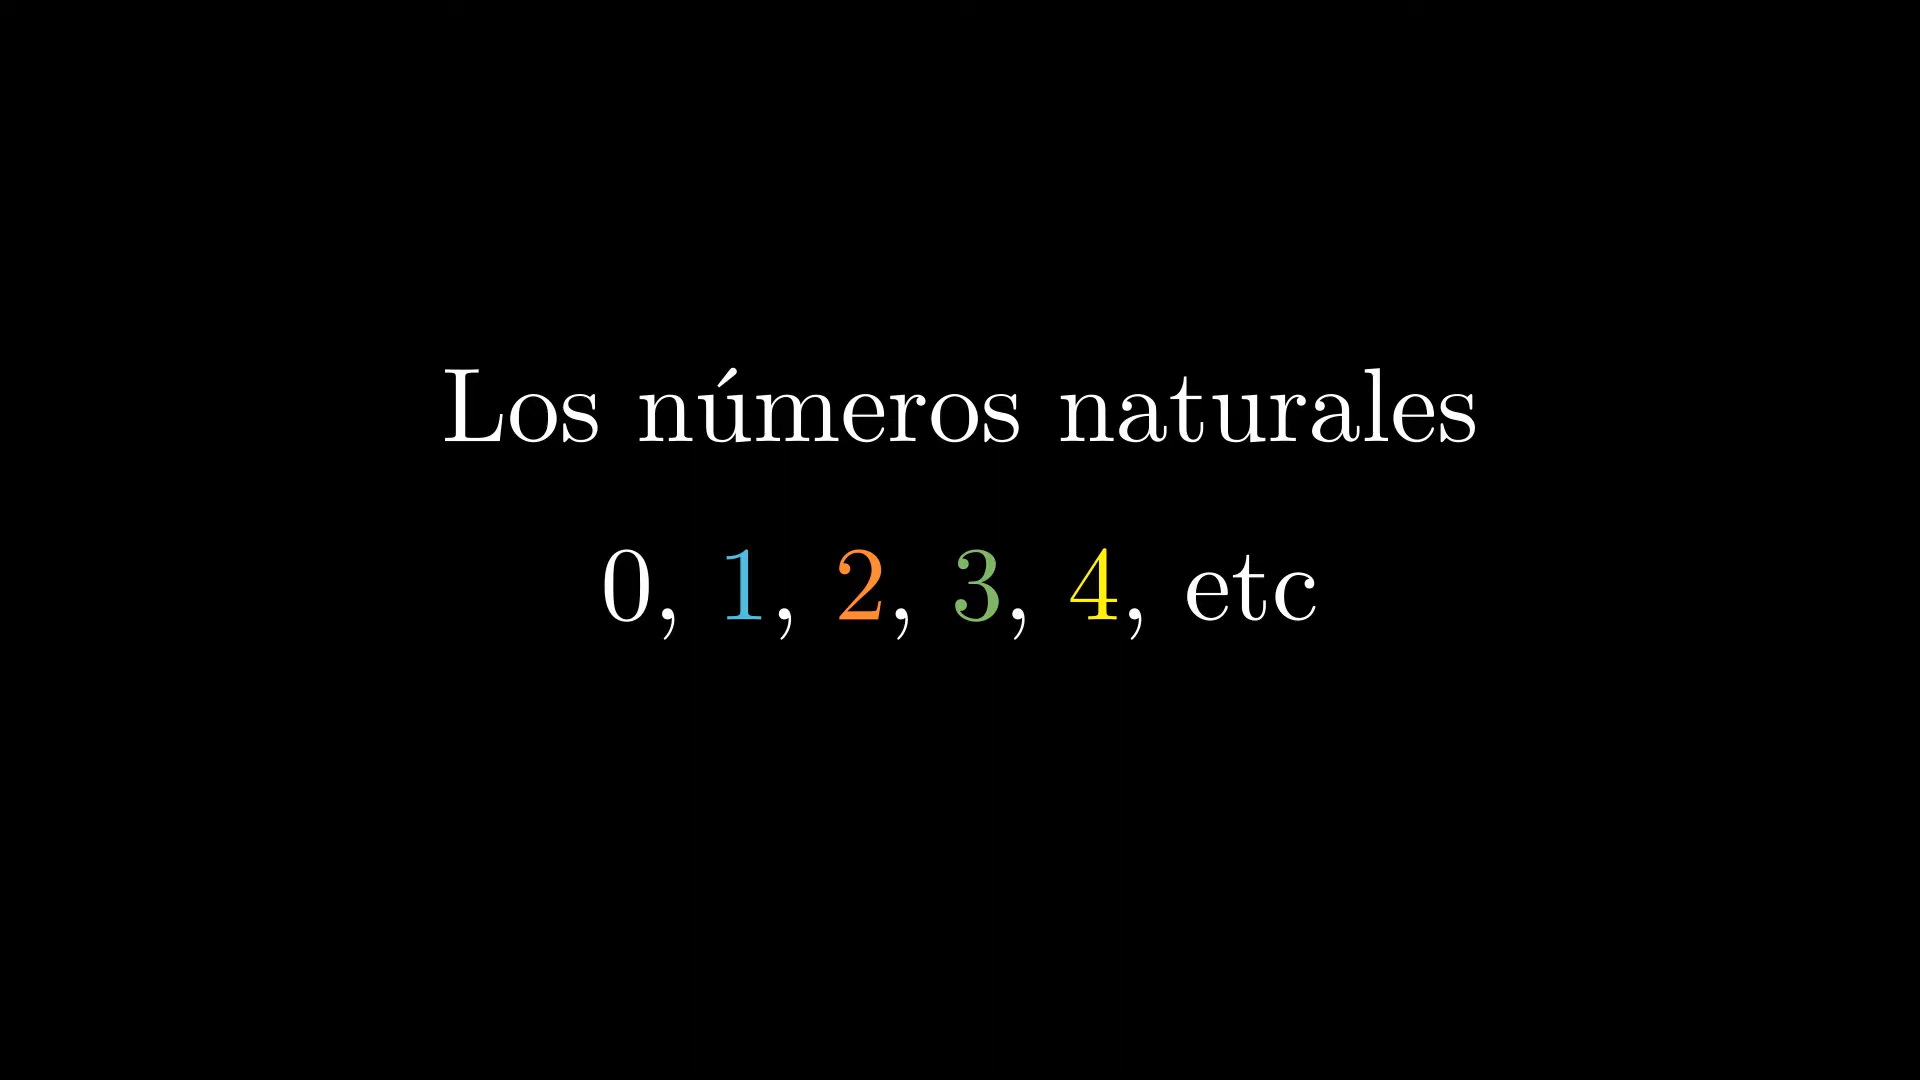 Los números naturales
0, 1, 2, 3, 4, etc